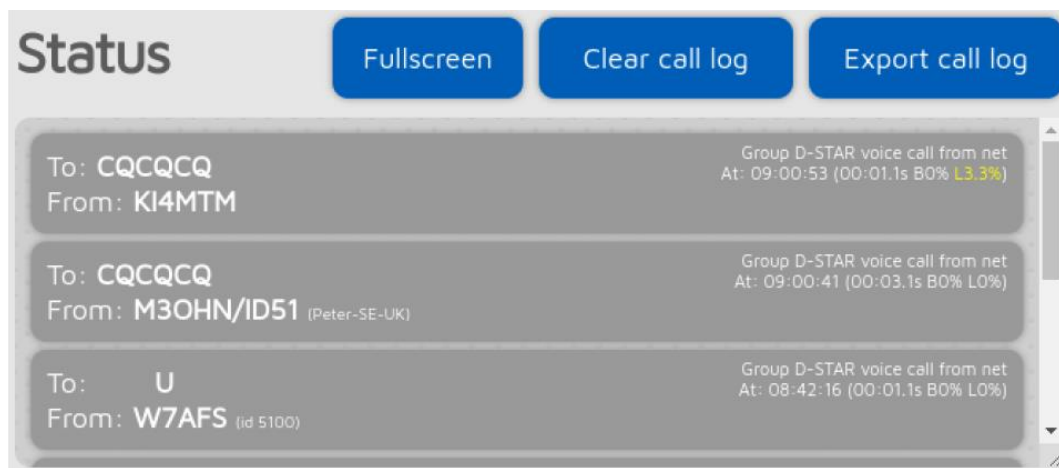 Status
Fullscreen
Clear call log
Export call log
To: CQCQCQ
From: KI4MTM
Group D-STAR voice call from net
At: 09:00:53 (00:01.1s B0% L3.3%)
To: CQCQCQ
From: M3OHN/ID51 (Peter-SE-UK)
Group D-STAR voice call from net
At: 09:00:41 (00:03.1s B0% L0%)
To: U
From: W7AFS (id 5100)
Group D-STAR voice call from net
At: 08:42:16 (00:01.1s B0% L0%)